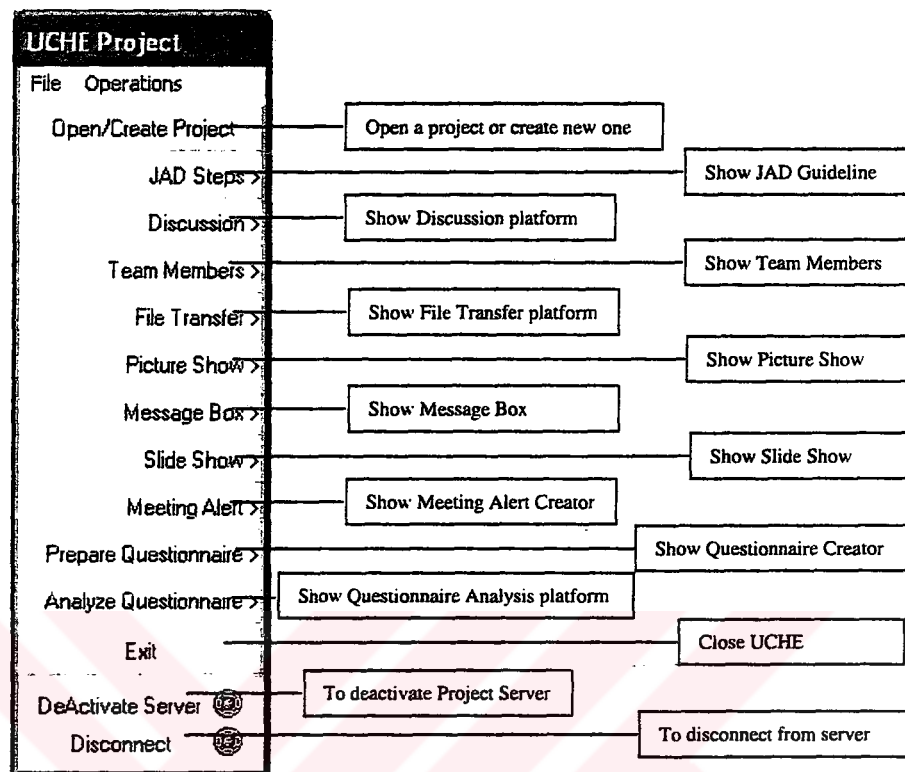 UCHE Project
File Operations
Open/Create Project Open a project or create new one
JAD Steps > Show JAD Guideline
Discussion > Show Discussion platform
Team Members > Show Team Members
File Transfer > Show File Transfer platform
Picture Show > Show Picture Show
Message Box > Show Message Box
Slide Show > Show Slide Show
Meeting Alert > Show Meeting Alert Creator
Prepare Questionnaire > Show Questionnaire Creator
Analyze Questionnaire > Show Questionnaire Analysis platform
Exit Close UCHE
DeActivate Server To deactivate Project Server
Disconnect To disconnect from server